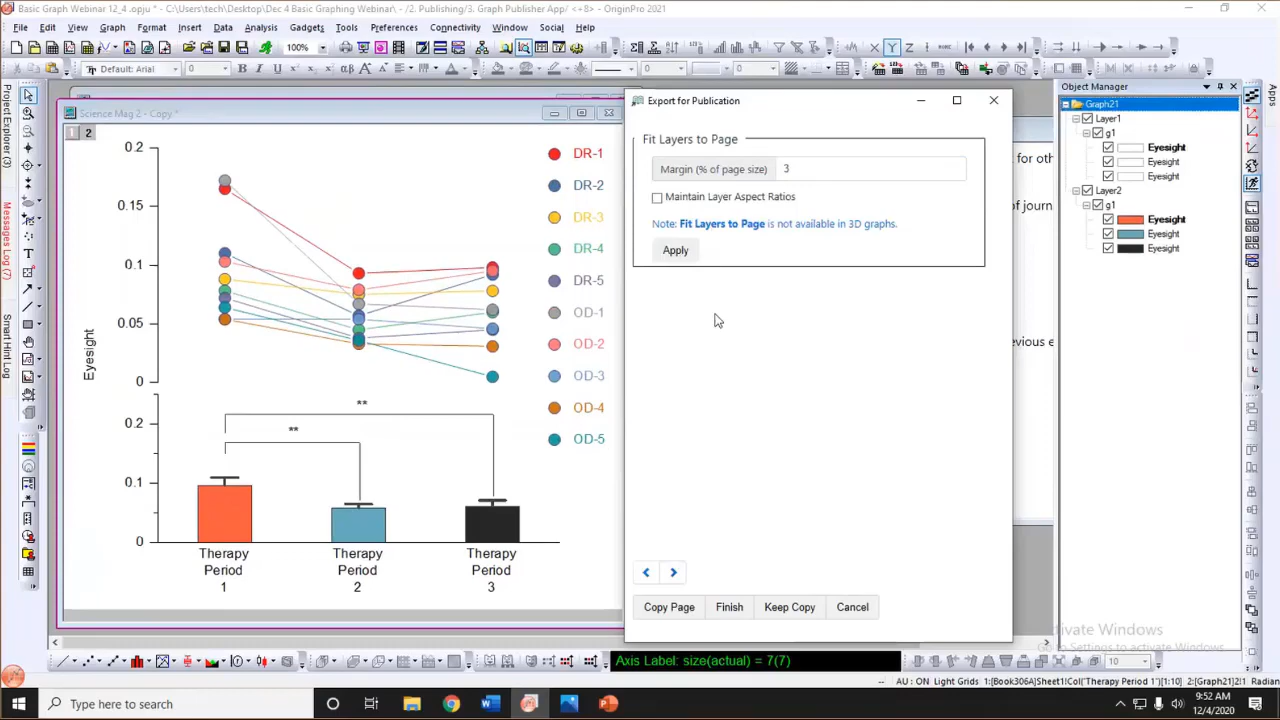 Basic Graph Webinar 12_4.opju * - C:\Users\tech\Desktop\Dec 4 Basic Graphing Webinar\ - /2. Publishing/3. Graph Publisher App/ <+8> - OriginPro 2021
File Edit View Graph Format Insert Data Analysis Gadgets Tools Preferences Connectivity Window Social Help
100%
Default: Arial 0 B I U 0 0
Project Explorer (3)
Messages Log (7)
Smart Hint Log
Science Mag 2 - Copy *
1 2
0.2
0.15
0.1
0.05
0
Eyesight
0.2
0.1
0
**
**
Therapy Period 1
Therapy Period 2
Therapy Period 3
DR-1
DR-2
DR-3
DR-4
DR-5
OD-1
OD-2
OD-3
OD-4
OD-5
Export for Publication
Fit Layers to Page
Margin (% of page size) 3
Maintain Layer Aspect Ratios
Note: Fit Layers to Page is not available in 3D graphs.
Apply
Copy Page Finish Keep Copy Cancel
for oth
of journ
evious e
Object Manager
Graph21
Layer1
g1
Eyesight
Eyesight
Eyesight
Layer2
g1
Eyesight
Eyesight
Eyesight
Apps
Activate Windows
Go to Settings to activate Windows.
Axis Label: size(actual) = 7(7)
10
-- AU : ON Light Grids 1:[Book306A]Sheet1!Col("Therapy Period 1")[1:10] 2:[Graph21]2!1 Radian
Type here to search
9:52 AM
12/4/2020